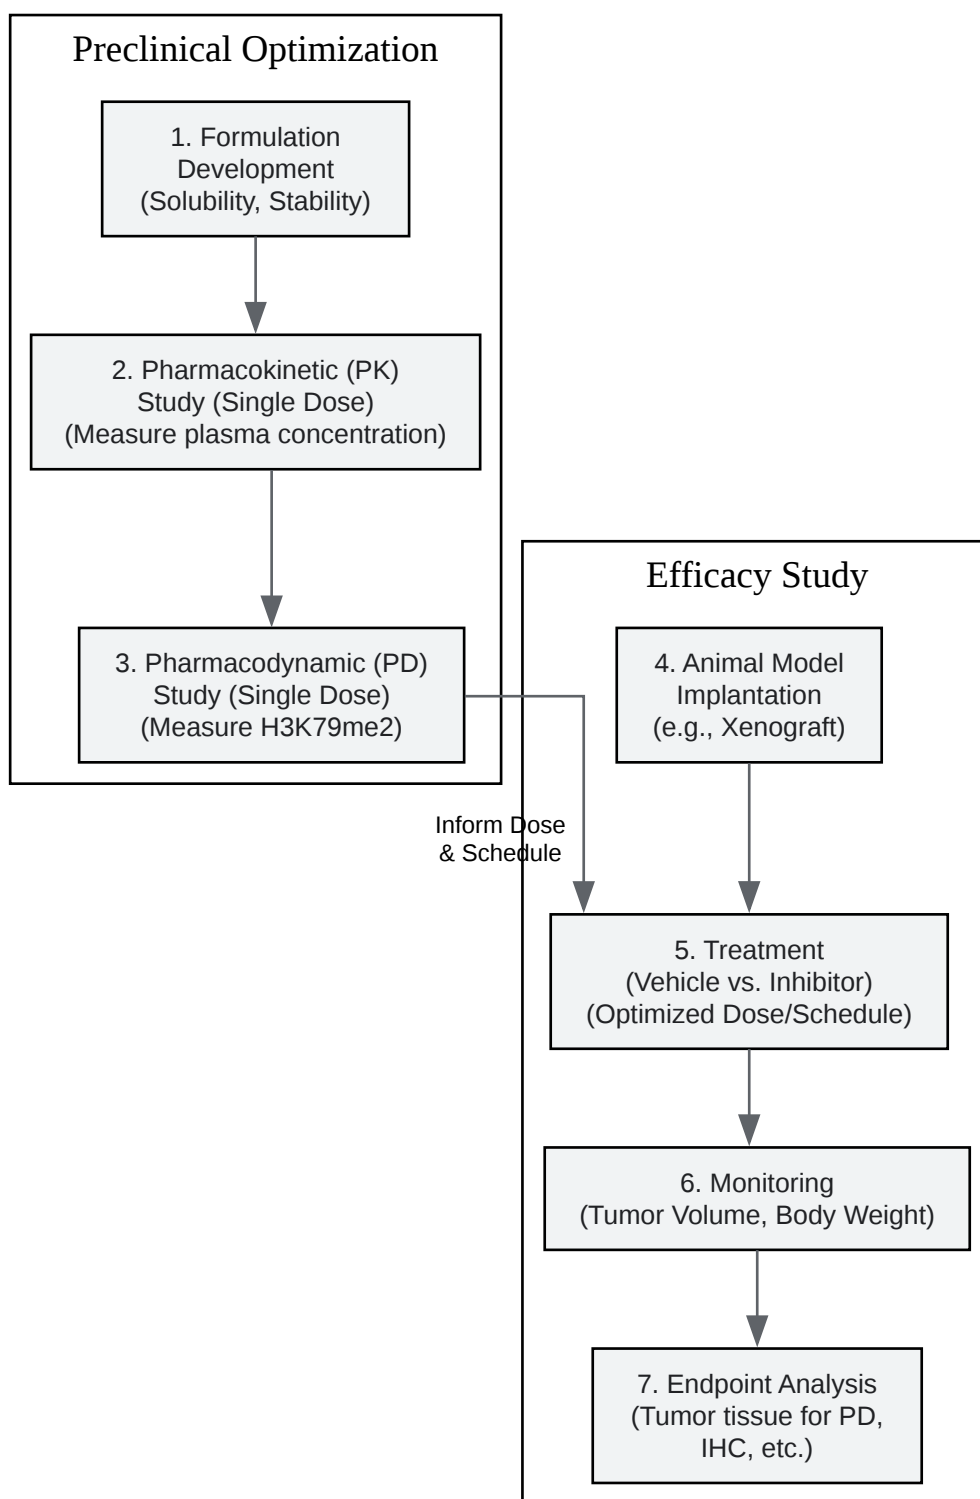 Preclinical Optimization
1. Formulation
Development
(Solubility, Stability)
2. Pharmacokinetic (PK)
Study (Single Dose)
(Measure plasma concentration)
3. Pharmacodynamic (PD)
Study (Single Dose)
(Measure H3K79me2)
Inform Dose
& Schedule
Efficacy Study
4. Animal Model
Implantation
(e.g., Xenograft)
5. Treatment
(Vehicle vs. Inhibitor)
(Optimized Dose/Schedule)
6. Monitoring
(Tumor Volume, Body Weight)
7. Endpoint Analysis
(Tumor tissue for PD,
IHC, etc.)